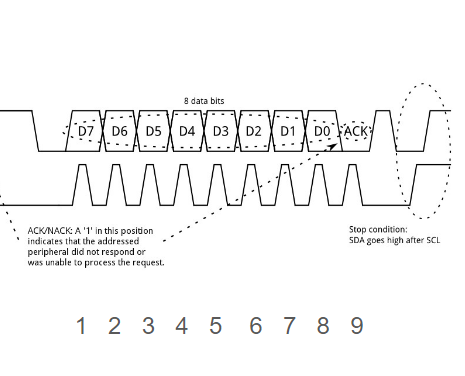 8 data bits
D7 D6 D5 D4 D3 D2 D1 D0 ACK
ACK/NACK: A '1' in this position
indicates that the addressed
peripheral did not respond or
was unable to process the request.
Stop condition:
SDA goes high after SCL
1 2 3 4 5 6 7 8 9